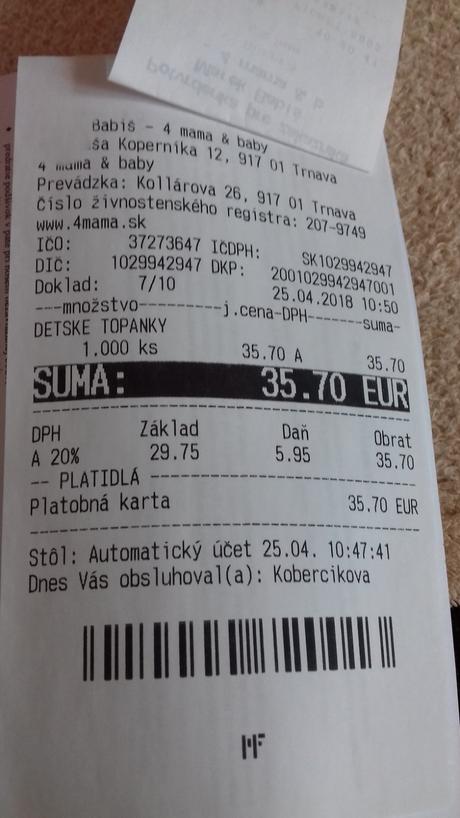 Babiš - 4 mama & baby
ša Kopernika 12, 917 01 Trnava
4 mama & baby
Prevádzka: Kollárova 26, 917 01 Trnava
Číslo živnostenského registra: 207-9749
www.4mama.sk
IČO: 37273647 IČDPH: SK1029942947
DIČ: 1029942947 DKP: 2001029942947001
Doklad: 7/10 25.04.2018 10:50
---množstvo---------j.cena-DPH-------suma-
DETSKE TOPANKY
1.000 ks 35.70 A 35.70
SUMA: 35.70 EUR
DPH Základ Daň Obrat
A 20% 29.75 5.95 35.70
-- PLATIDLÁ --
Platobná karta 35.70 EUR
Stôl: Automatický účet 25.04. 10:47:41
Dnes Vás obsluhoval(a): Kobercikova
MF